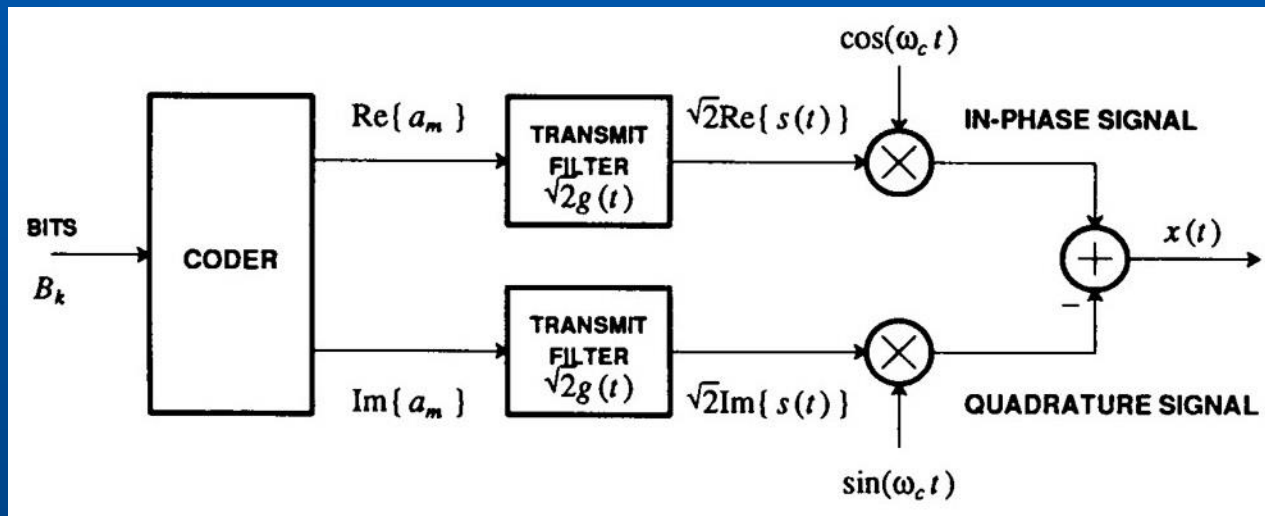 cos(ω_c t)
Re{ a_m }
TRANSMIT
FILTER
√2g(t)
√2Re{ s(t) }
IN-PHASE SIGNAL
BITS
B_k
CODER
x(t)
+
−
TRANSMIT
FILTER
√2g(t)
Im{ a_m }
√2Im{ s(t) }
QUADRATURE SIGNAL
sin(ω_c t)